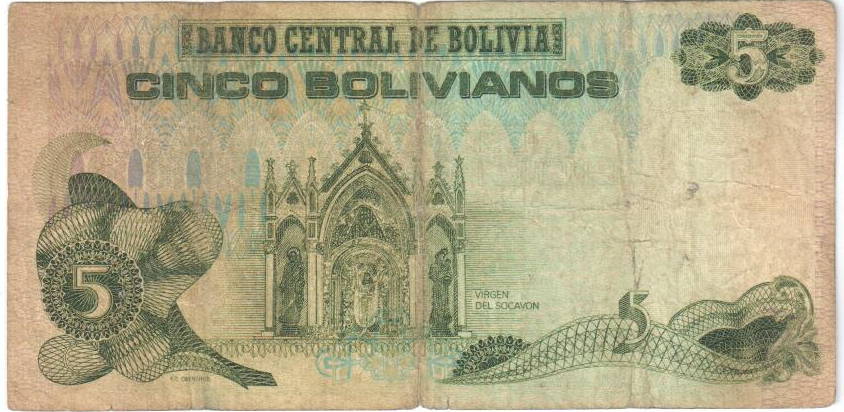 BANCO CENTRAL DE BOLIVIA
5
CINCO BOLIVIANOS
5
VIRGEN
DEL SOCAVON
5